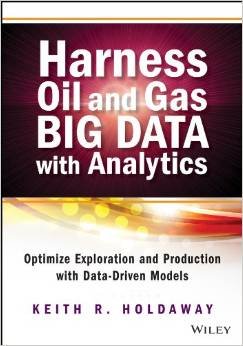 Harness
Oil and Gas
BIG DATA
with Analytics
Optimize Exploration and Production
with Data-Driven Models
KEITH R. HOLDAWAY
WILEY